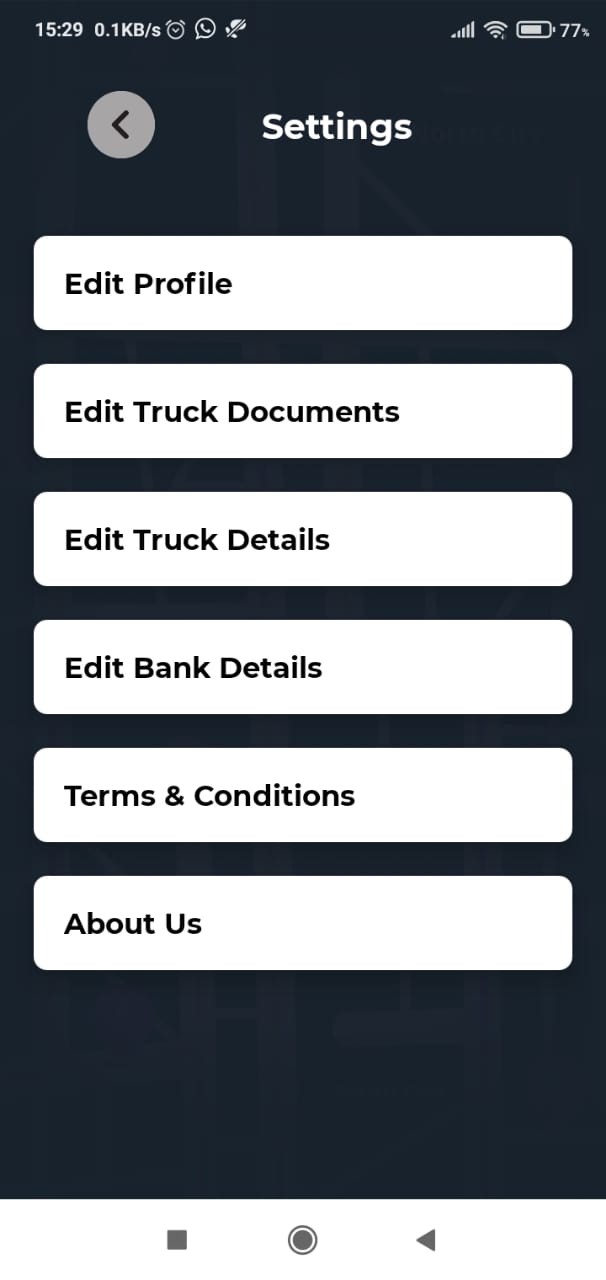 15:29 0.1KB/s 77%
Settings
Edit Profile
Edit Truck Documents
Edit Truck Details
Edit Bank Details
Terms & Conditions
About Us